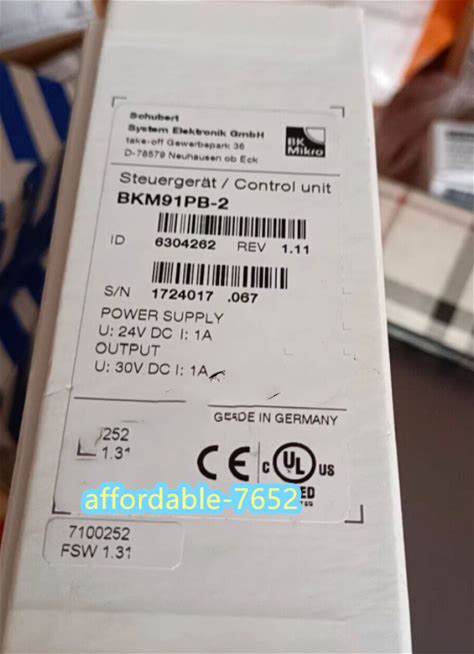 Schubert
System Elektronik GmbH
take-off Gewerbepark 36
D-78579 Neuhausen ob Eck
BK
Mikro
Steuergerät / Control unit
BKM91PB-2
ID 6304262 REV 1.11
S/N 1724017 .067
POWER SUPPLY
U: 24V DC I: 1A
OUTPUT
U: 30V DC I: 1A
IN GERMANY
252
1.31
CE
C UL US
ED
affordable-7652
7100252
FSW 1.31